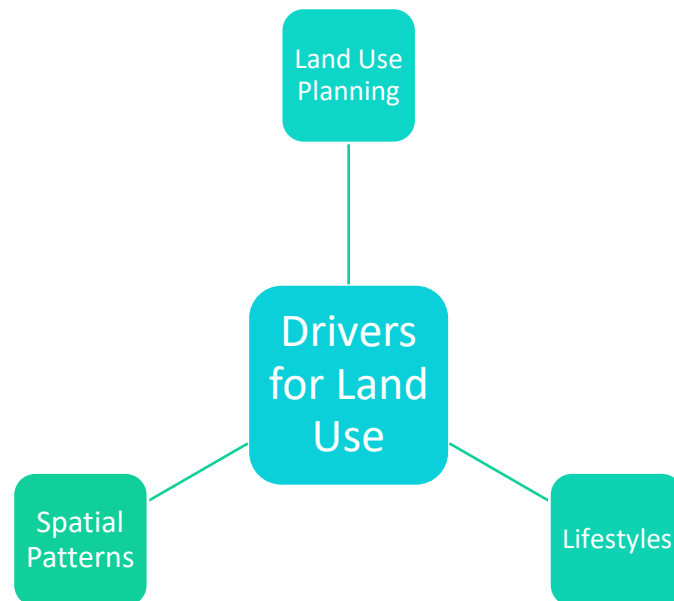 Land Use
Planning
Drivers
for Land
Use
Spatial
Patterns
Lifestyles